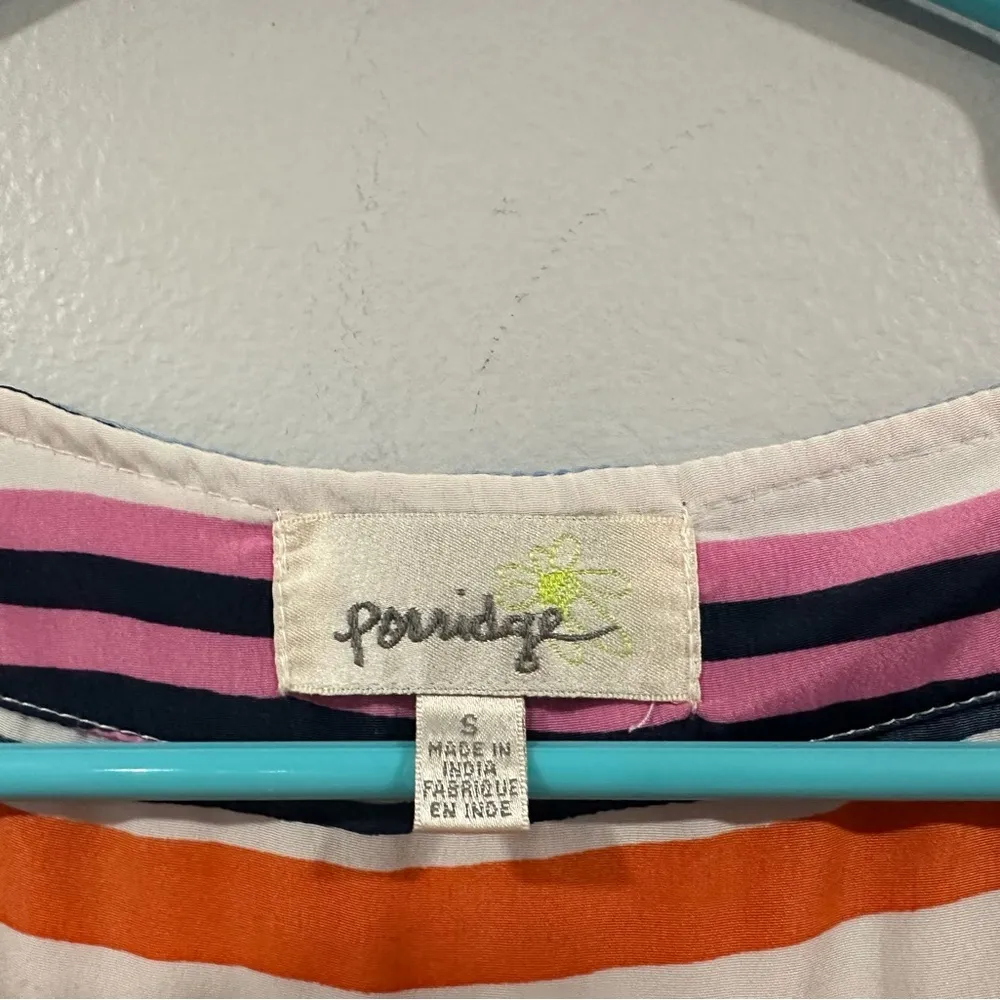 porridge
S
MADE IN
INDIA
FABRIQUE
EN INDE